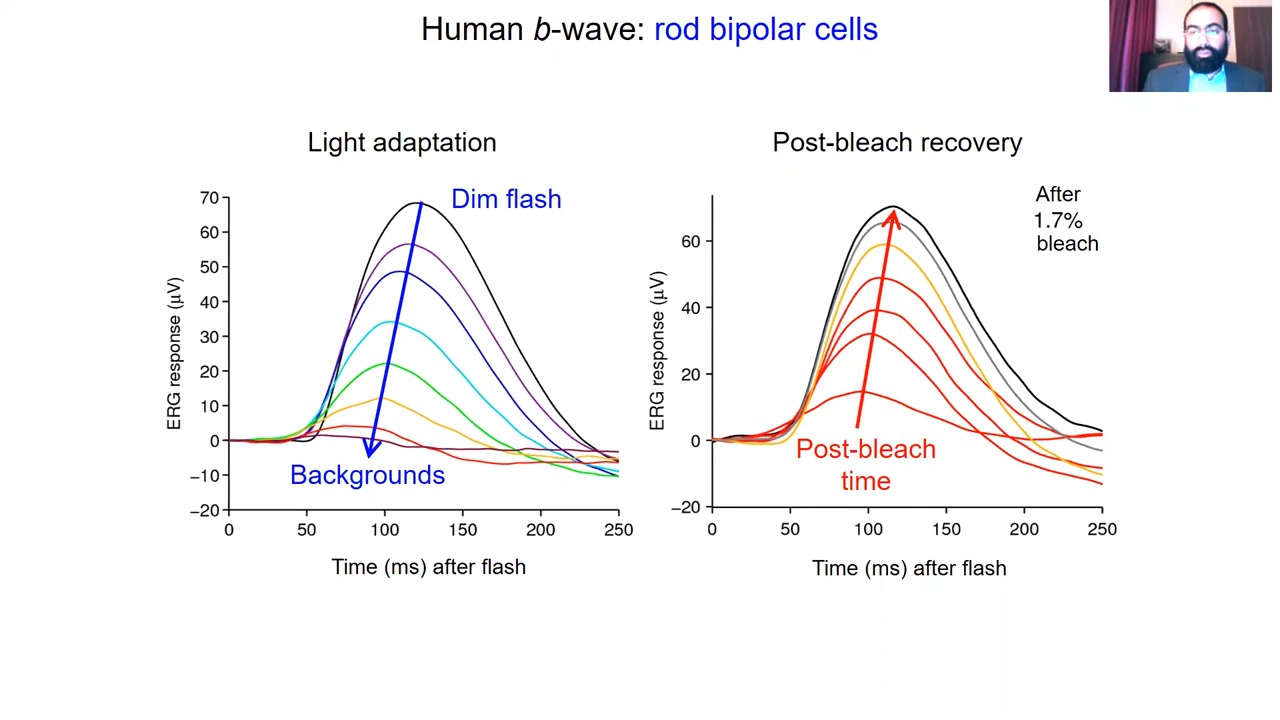 Human b-wave: rod bipolar cells
Light adaptation
Dim flash
Backgrounds
ERG response (μV)
70
60
50
40
30
20
10
0
−10
−20
0 50 100 150 200 250
Time (ms) after flash
Post-bleach recovery
After
1.7%
bleach
Post-bleach
time
ERG response (μV)
60
40
20
0
−20
0 50 100 150 200 250
Time (ms) after flash